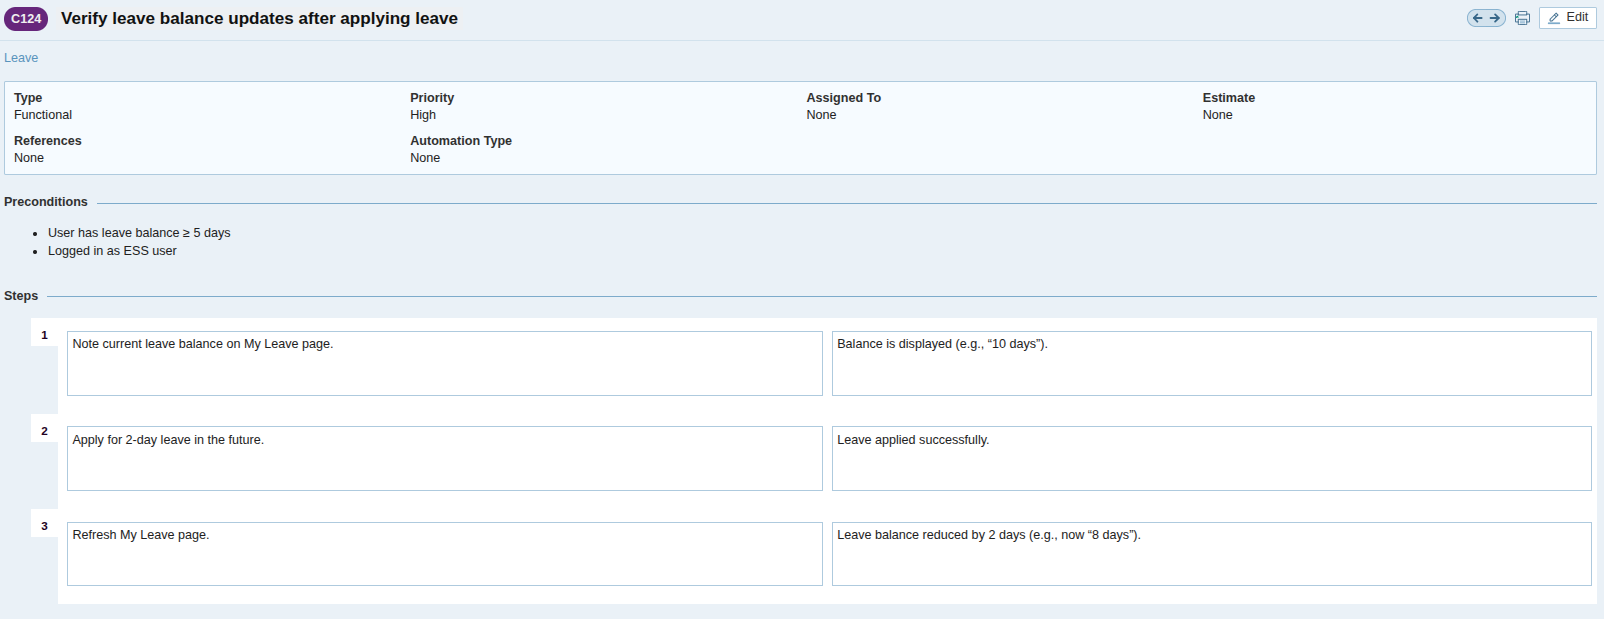 C124 Verify leave balance updates after applying leave Edit
Leave
Type Priority Assigned To Estimate
Functional High None None
References Automation Type
None None
Preconditions
• User has leave balance ≥ 5 days
• Logged in as ESS user
Steps
1 Note current leave balance on My Leave page. Balance is displayed (e.g., “10 days”).
2 Apply for 2-day leave in the future. Leave applied successfully.
3 Refresh My Leave page. Leave balance reduced by 2 days (e.g., now “8 days”).